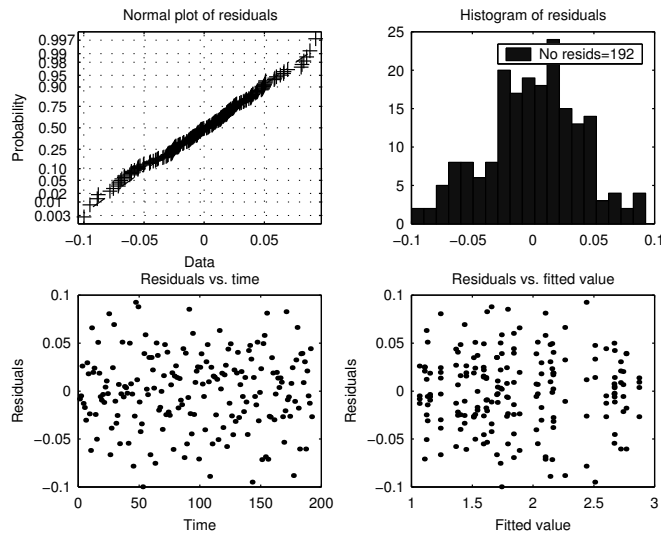 Normal plot of residuals
0.997
0.99
0.98
0.95
0.90
0.75
0.50
0.25
0.10
0.05
0.02
0.01
0.003
Probability
−0.1 −0.05 0 0.05
Data
Histogram of residuals
No resids=192
25
20
15
10
5
0
−0.1 −0.05 0 0.05 0.1
Residuals vs. time
0.1
0.05
0
−0.05
−0.1
Residuals
0 50 100 150 200
Time
Residuals vs. fitted value
0.1
0.05
0
−0.05
−0.1
Residuals
1 1.5 2 2.5 3
Fitted value